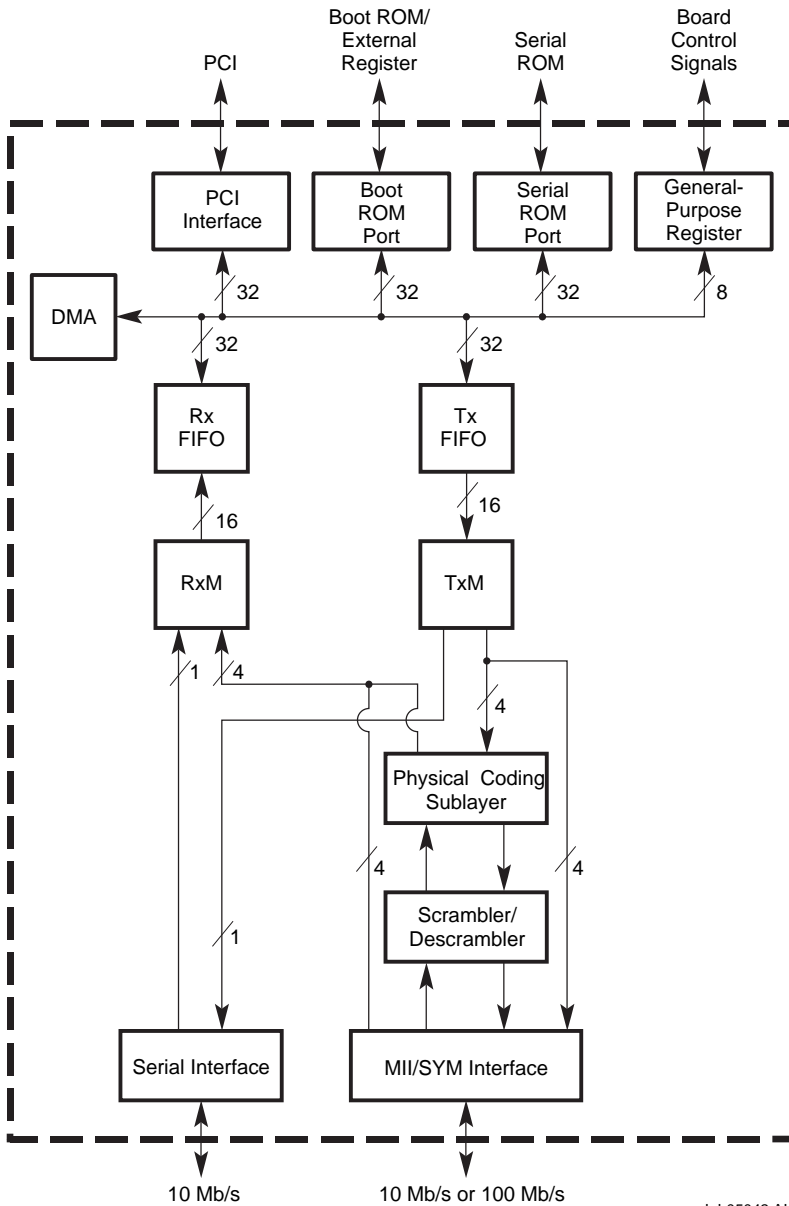 PCI
Boot ROM/
External
Register
Serial
ROM
Board
Control
Signals
PCI
Interface
Boot
ROM
Port
Serial
ROM
Port
General-
Purpose
Register
32
32
32
8
DMA
32
32
Rx
FIFO
Tx
FIFO
16
16
RxM
TxM
1
4
4
Physical Coding
Sublayer
4
4
Scrambler/
Descrambler
1
Serial Interface
MII/SYM Interface
10 Mb/s
10 Mb/s or 100 Mb/s